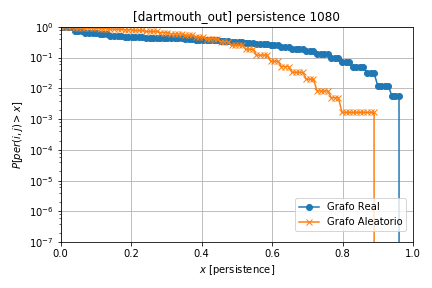 [dartmouth_out] persistence 1080
P[per(i, j) > x]
10^0
10^-1
10^-2
10^-3
10^-4
10^-5
10^-6
10^-7
Grafo Real
Grafo Aleatorio
0.0 0.2 0.4 0.6 0.8 1.0
x [persistence]